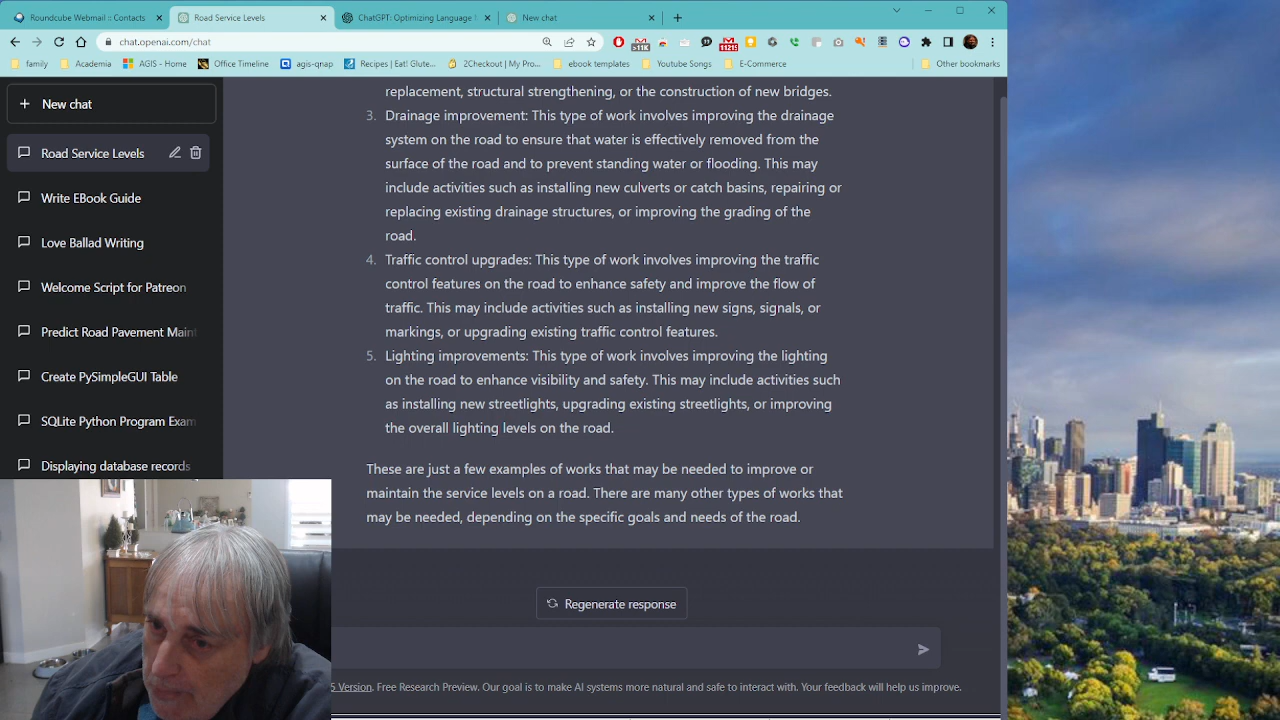 Roundcube Webmail :: Contacts
Road Service Levels
ChatGPT: Optimizing Language
New chat
chat.openai.com/chat
>11K
11215
family
Academia
AGIS - Home
Office Timeline
agis-qnap
Recipes | Eat! Glute...
2Checkout | My Pro...
ebook templates
Youtube Songs
E-Commerce
Other bookmarks
New chat
Road Service Levels
Write EBook Guide
Love Ballad Writing
Welcome Script for Patreon
Predict Road Pavement Maint
Create PySimpleGUI Table
SQLite Python Program Exam
Displaying database records
replacement, structural strengthening, or the construction of new bridges.
3. Drainage improvement: This type of work involves improving the drainage
system on the road to ensure that water is effectively removed from the
surface of the road and to prevent standing water or flooding. This may
include activities such as installing new culverts or catch basins, repairing or
replacing existing drainage structures, or improving the grading of the
road.
4. Traffic control upgrades: This type of work involves improving the traffic
control features on the road to enhance safety and improve the flow of
traffic. This may include activities such as installing new signs, signals, or
markings, or upgrading existing traffic control features.
5. Lighting improvements: This type of work involves improving the lighting
on the road to enhance visibility and safety. This may include activities such
as installing new streetlights, upgrading existing streetlights, or improving
the overall lighting levels on the road.
These are just a few examples of works that may be needed to improve or
maintain the service levels on a road. There are many other types of works that
may be needed, depending on the specific goals and needs of the road.
Regenerate response
5 Version. Free Research Preview. Our goal is to make AI systems more natural and safe to interact with. Your feedback will help us improve.